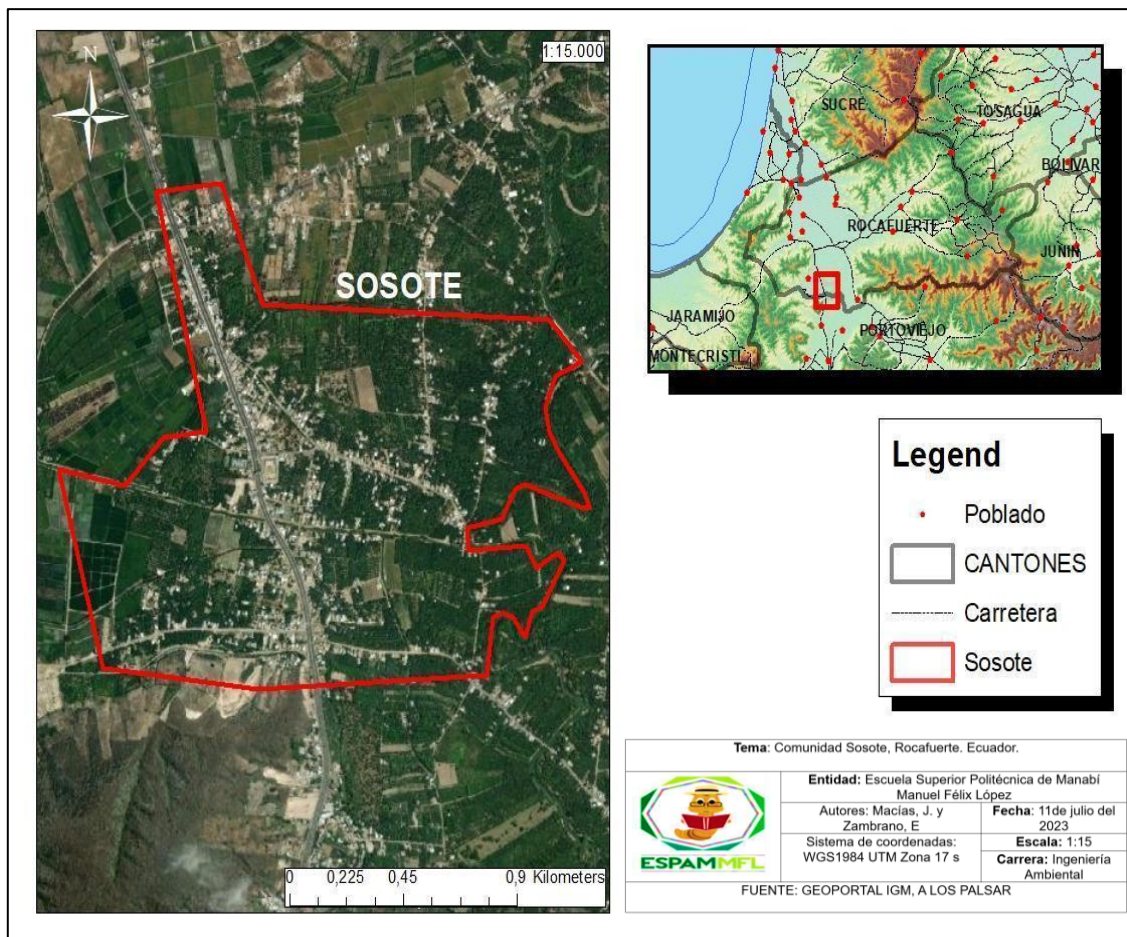 N
1:15.000
SOSOTE
0 0,225 0,45 0,9 Kilometers
SUCRE
TOSAGUA
BOLIVAR
ROCAFUERTE
JUNIN
JARAMIJO
PORTOVIEJO
MONTECRISTI
Legend
Poblado
CANTONES
Carretera
Sosote
Tema: Comunidad Sosote, Rocafuerte. Ecuador.
ESPAMMFL
Entidad: Escuela Superior Politécnica de Manabí
Manuel Félix López
Autores: Macías, J. y
Zambrano, E
Fecha: 11de julio del
2023
Sistema de coordenadas:
WGS1984 UTM Zona 17 s
Escala: 1:15
Carrera: Ingeniería
Ambiental
FUENTE: GEOPORTAL IGM, A LOS PALSAR